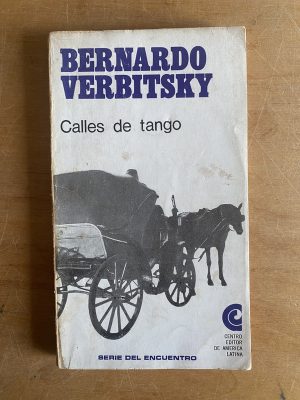 BERNARDO
VERBITSKY
Calles de tango
CENTRO
EDITOR
DE AMERICA
LATINA
SERIE DEL ENCUENTRO